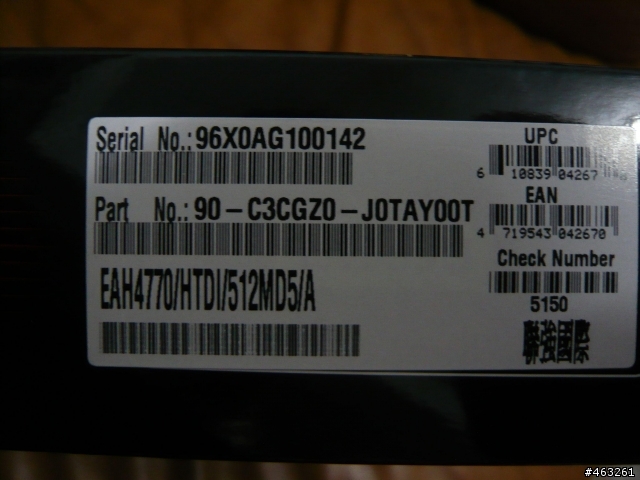 Serial No.: 96X0AG100142
Part No.: 90-C3CGZ0-J0TAY00T
EAH4770/HTDI/512MD5/A
UPC
6 10839 04267
EAN
4 719543 042670
Check Number
5150
聯強國際
#463261